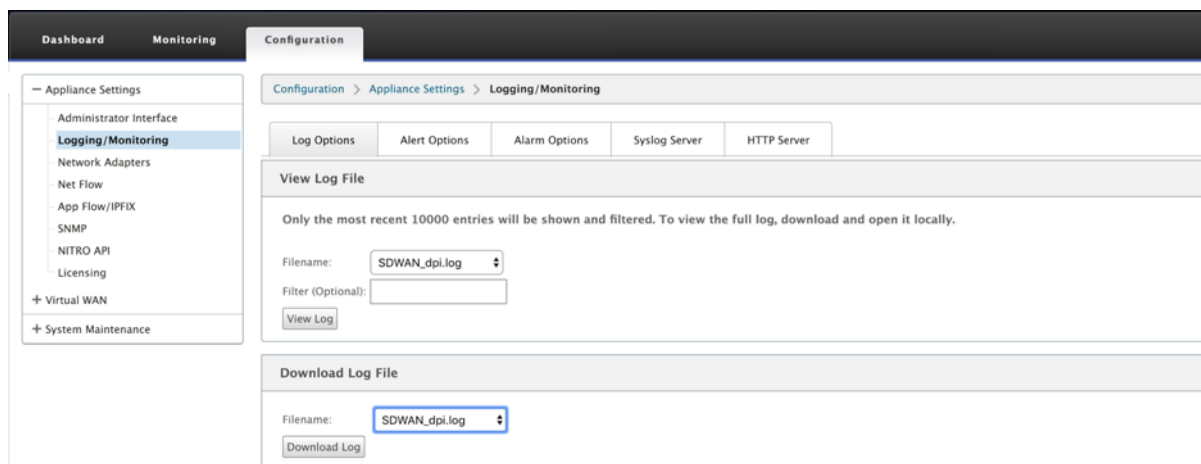 Dashboard Monitoring Configuration
— Appliance Settings
Administrator Interface
Logging/Monitoring
Network Adapters
Net Flow
App Flow/IPFIX
SNMP
NITRO API
Licensing
+ Virtual WAN
+ System Maintenance
Configuration > Appliance Settings > Logging/Monitoring
Log Options Alert Options Alarm Options Syslog Server HTTP Server
View Log File
Only the most recent 10000 entries will be shown and filtered. To view the full log, download and open it locally.
Filename: SDWAN_dpi.log
Filter (Optional):
View Log
Download Log File
Filename: SDWAN_dpi.log
Download Log